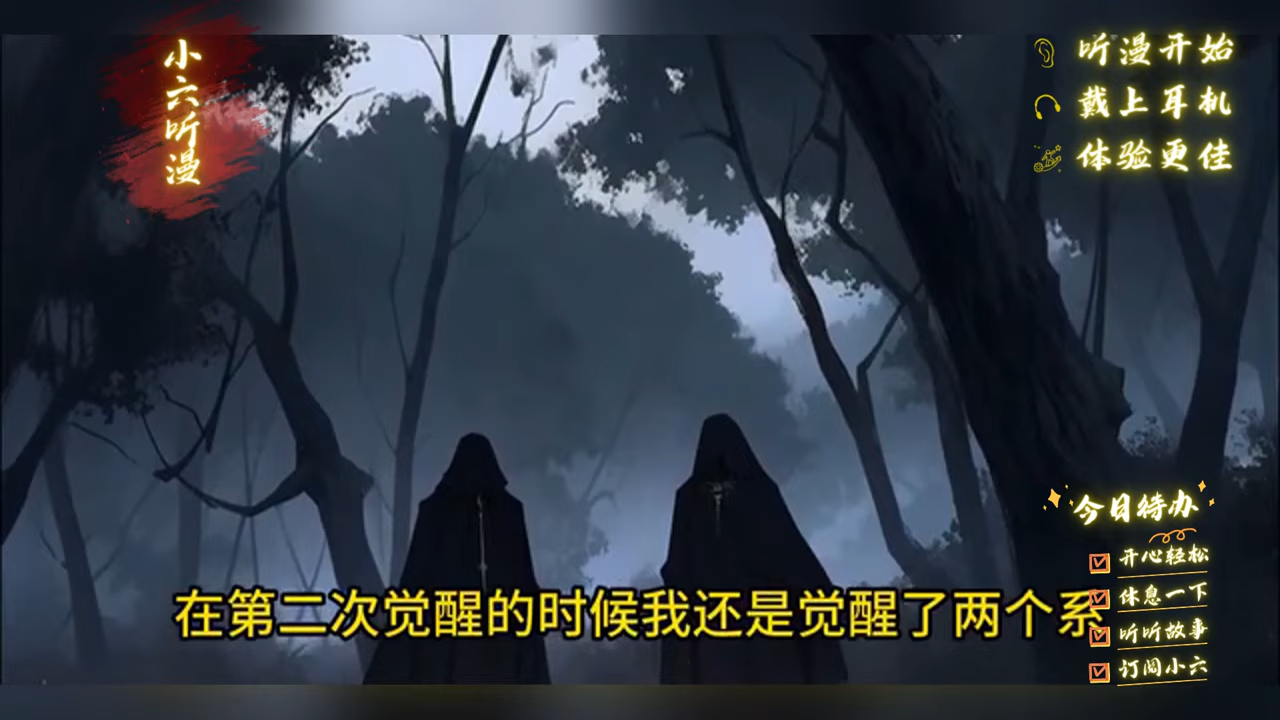 小六听漫
听漫开始
戴上耳机
体验更佳
今日待办
开心轻松
休息一下
听听故事
订阅小六
在第二次觉醒的时候我还是觉醒了两个系